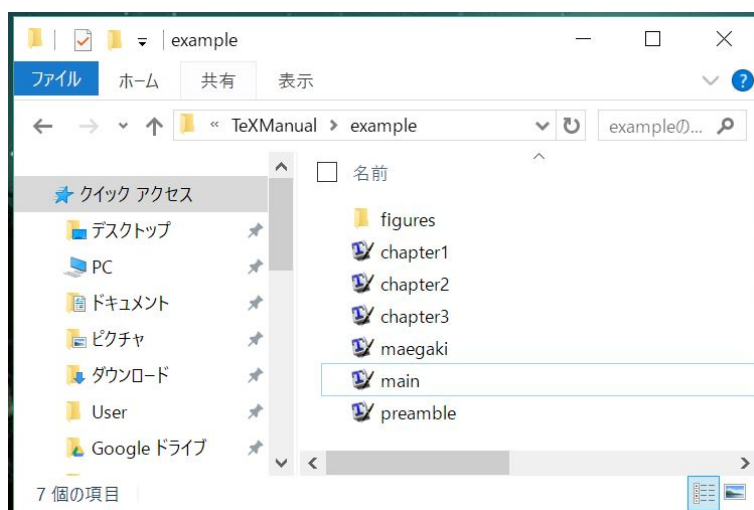 example
ファイル ホーム 共有 表示
« TeXManual example exampleの...
クイック アクセス
デスクトップ
PC
ドキュメント
ピクチャ
ダウンロード
User
Google ドライブ
名前
figures
chapter1
chapter2
chapter3
maegaki
main
preamble
7 個の項目